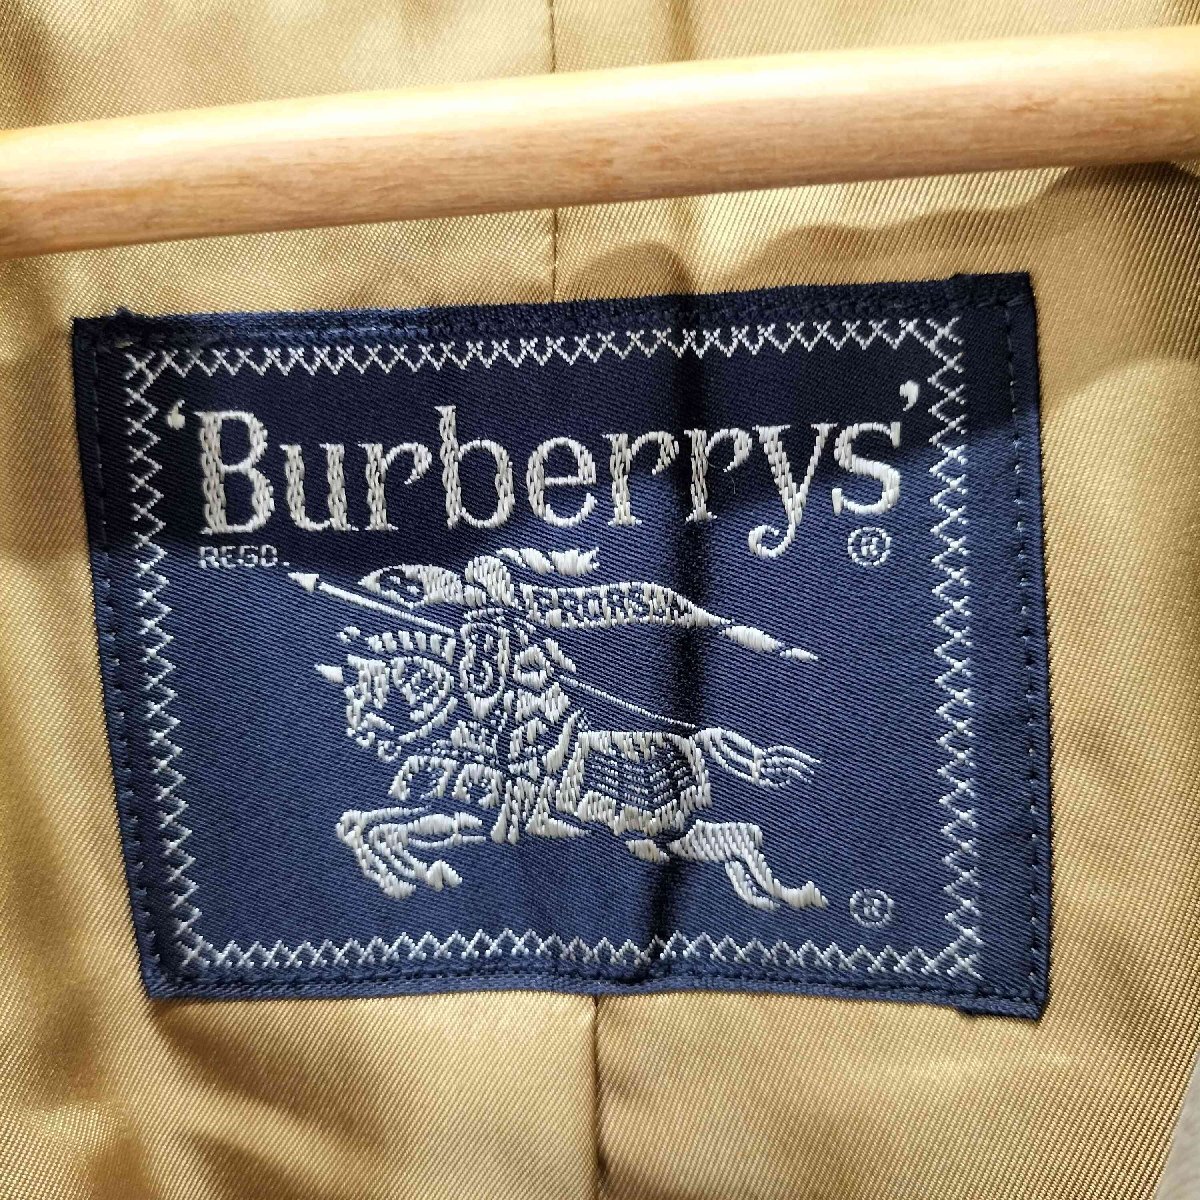 ‘Burberrys’
REGD. ®
PRORSUM
®